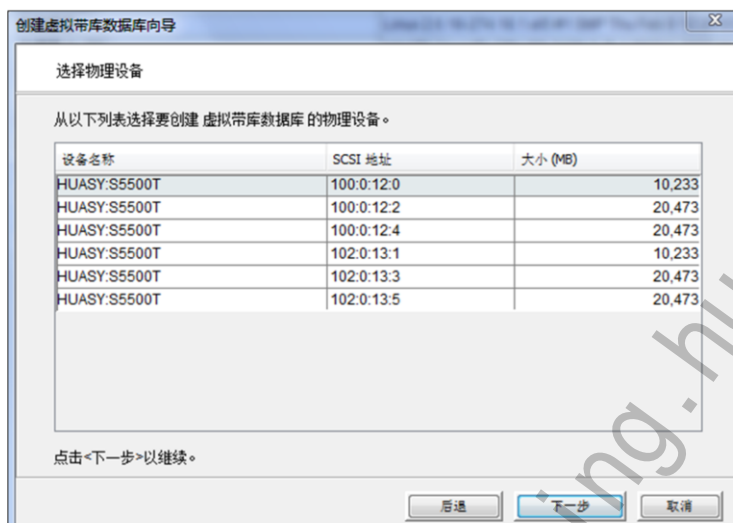 创建虚拟带库数据库向导
选择物理设备
从以下列表选择要创建 虚拟带库数据库 的物理设备。
设备名称 SCSI 地址 大小 (MB)
HUASY:S5500T 100:0:12:0 10,233
HUASY:S5500T 100:0:12:2 20,473
HUASY:S5500T 100:0:12:4 20,473
HUASY:S5500T 102:0:13:1 10,233
HUASY:S5500T 102:0:13:3 20,473
HUASY:S5500T 102:0:13:5 20,473
点击<下一步>以继续。
后退 下一步 取消
ing.hu